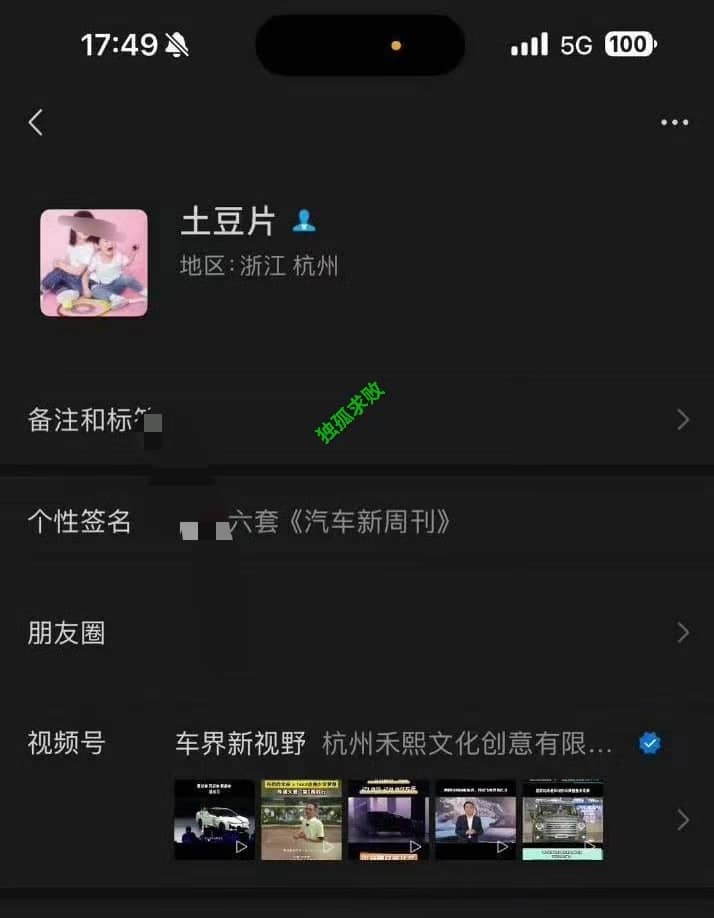 17:49
5G
100
土豆片
地区:浙江 杭州
备注和标
独孤求败
个性签名
六套《汽车新周刊》
朋友圈
视频号
车界新视野 杭州禾熙文化创意有限...